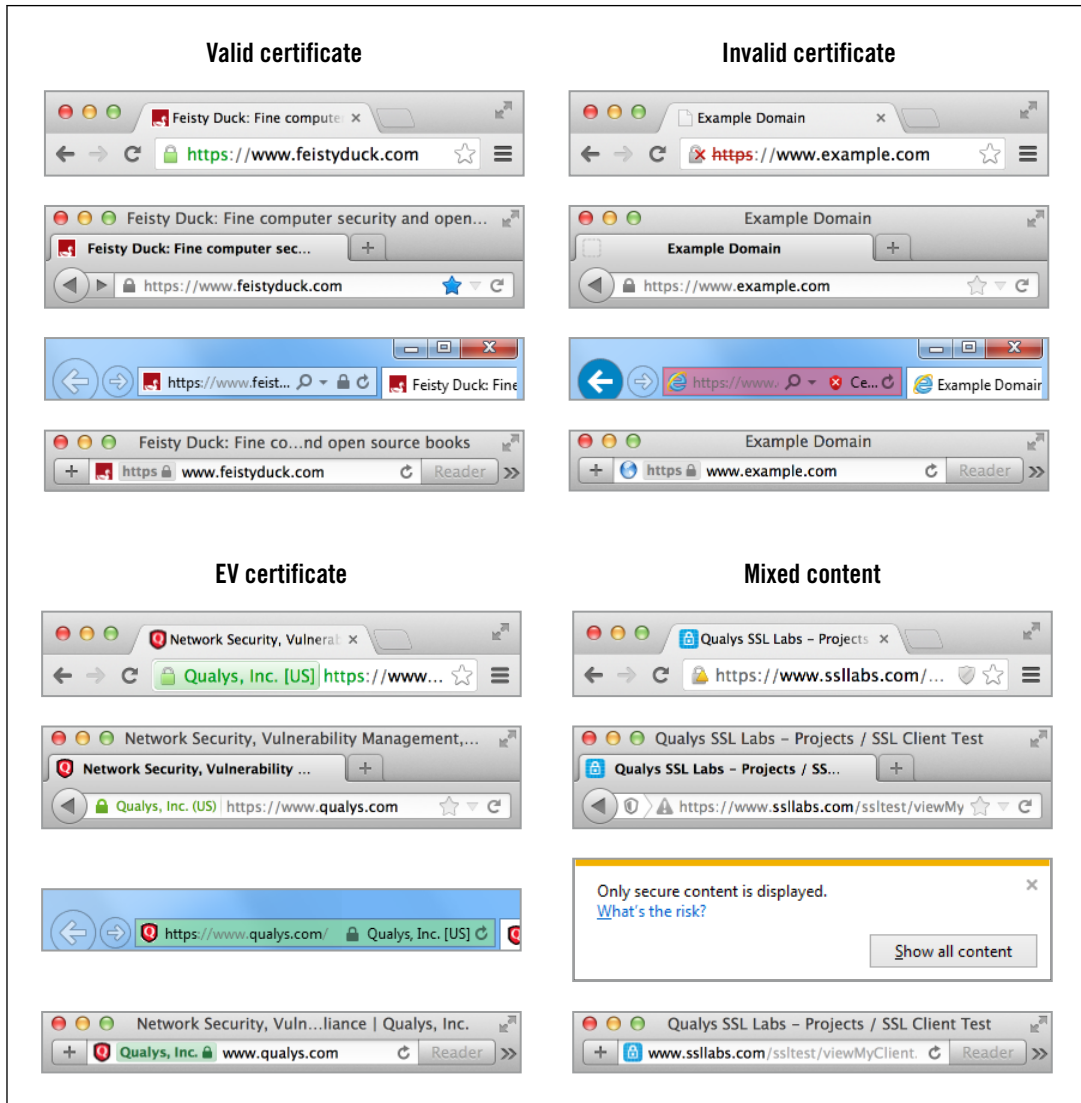 Valid certificate
Feisty Duck: Fine compute
https://www.feistyduck.com
Feisty Duck: Fine computer security and open...
Feisty Duck: Fine computer sec...
https://www.feistyduck.com
https://www.feist...
Feisty Duck: Fine
Feisty Duck: Fine co...nd open source books
https www.feistyduck.com Reader
Invalid certificate
Example Domain
https://www.example.com
Example Domain
Example Domain
https://www.example.com
https://www. Ce...
Example Domain
Example Domain
https www.example.com Reader
EV certificate
Network Security, Vulneral
Qualys, Inc. [US] https://www...
Network Security, Vulnerability Management,...
Network Security, Vulnerability ...
Qualys, Inc. (US) https://www.qualys.com
https://www.qualys.com/ Qualys, Inc. [US]
Network Security, Vuln...liance | Qualys, Inc.
Qualys, Inc. www.qualys.com Reader
Mixed content
Qualys SSL Labs – Projects
https://www.ssllabs.com/...
Qualys SSL Labs – Projects / SSL Client Test
Qualys SSL Labs – Projects / SS...
https://www.ssllabs.com/ssltest/viewMy
Only secure content is displayed.
What's the risk?
Show all content
Qualys SSL Labs – Projects / SSL Client Test
www.ssllabs.com/ssltest/viewMyClient. Reader